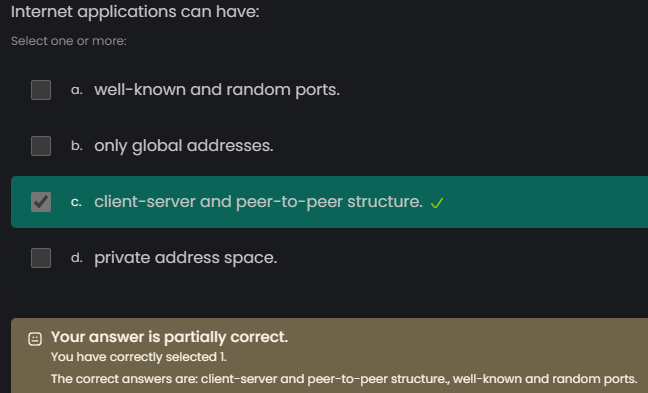 Internet applications can have:
Select one or more:
a. well-known and random ports.
b. only global addresses.
c. client-server and peer-to-peer structure.
d. private address space.
Your answer is partially correct.
You have correctly selected 1.
The correct answers are: client-server and peer-to-peer structure., well-known and random ports.